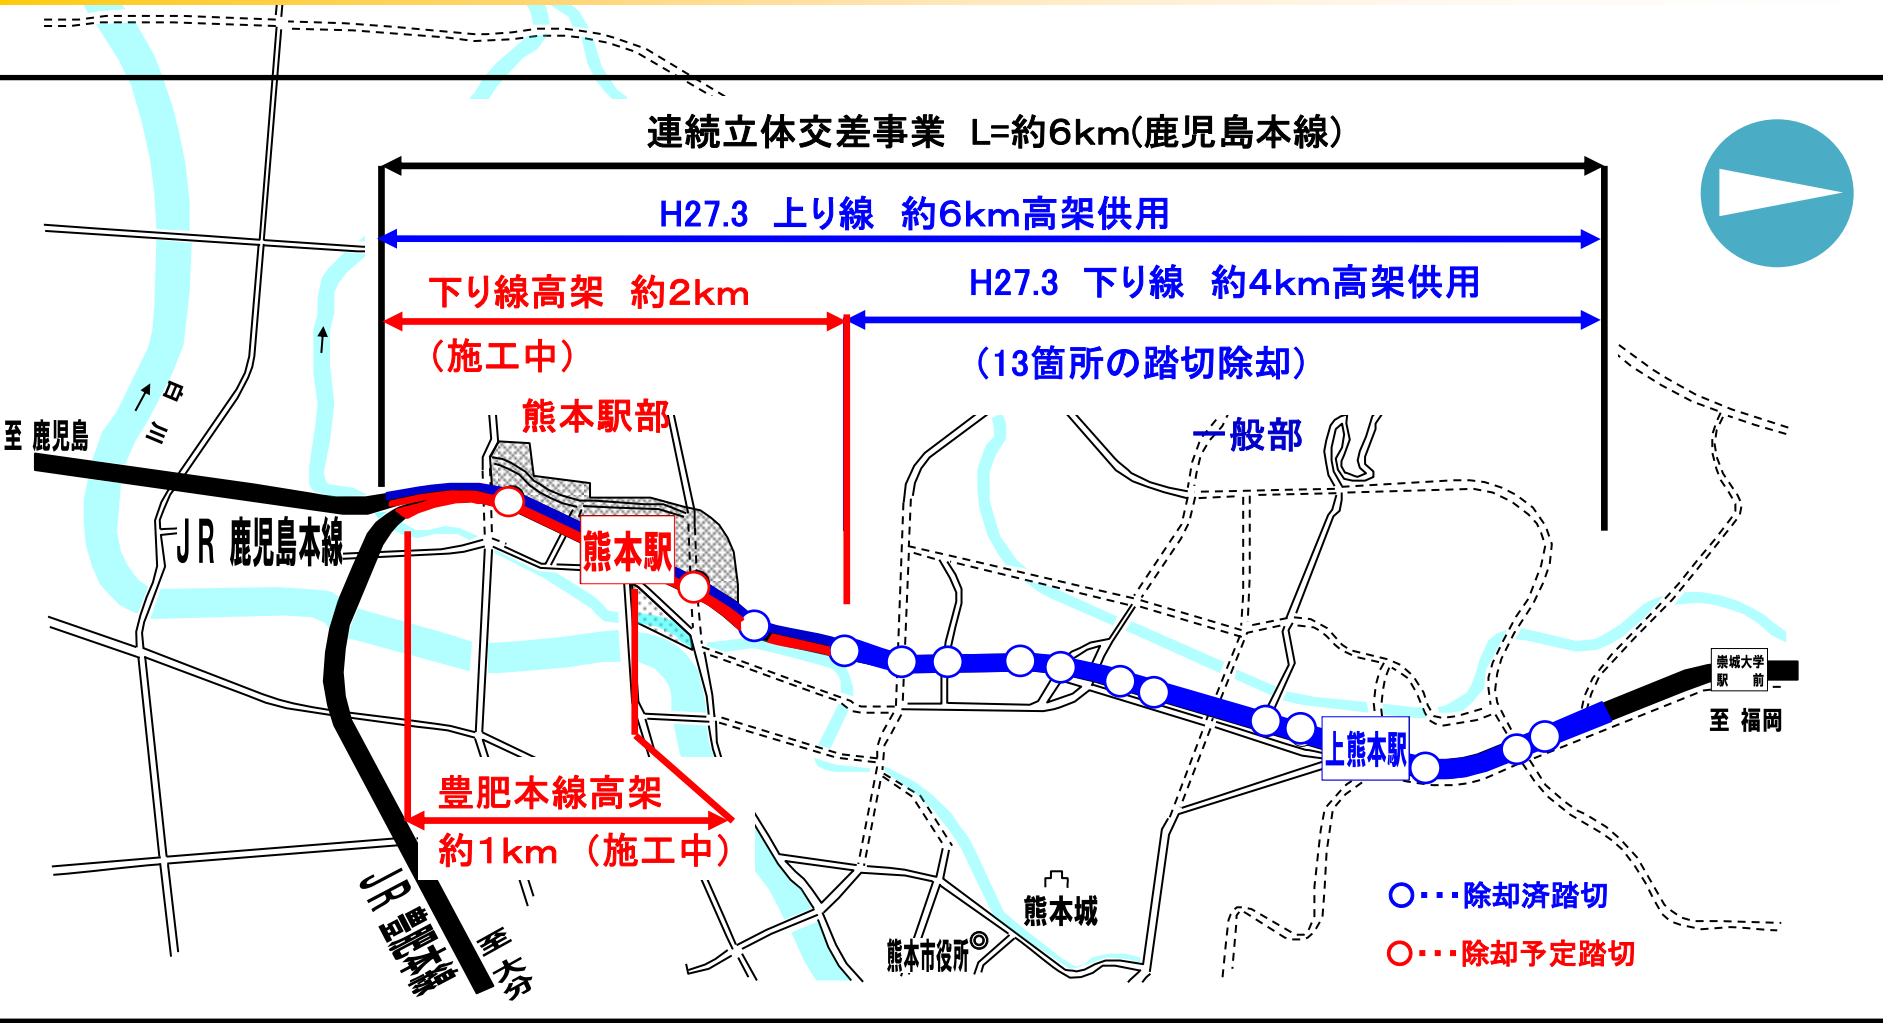 連続立体交差事業 L=約6km(鹿児島本線)
H27.3 上り線 約6km高架供用
下り線高架 約2km
(施工中)
H27.3 下り線 約4km高架供用
(13箇所の踏切除却)
熊本駅部
一般部
白川
至 鹿児島
JR 鹿児島本線
熊本駅
崇城大学
駅 前
至 福岡
上熊本駅
豊肥本線高架
約1km (施工中)
JR 豊肥本線
至 大分
熊本城
熊本市役所
○・・・除却済踏切
○・・・除却予定踏切